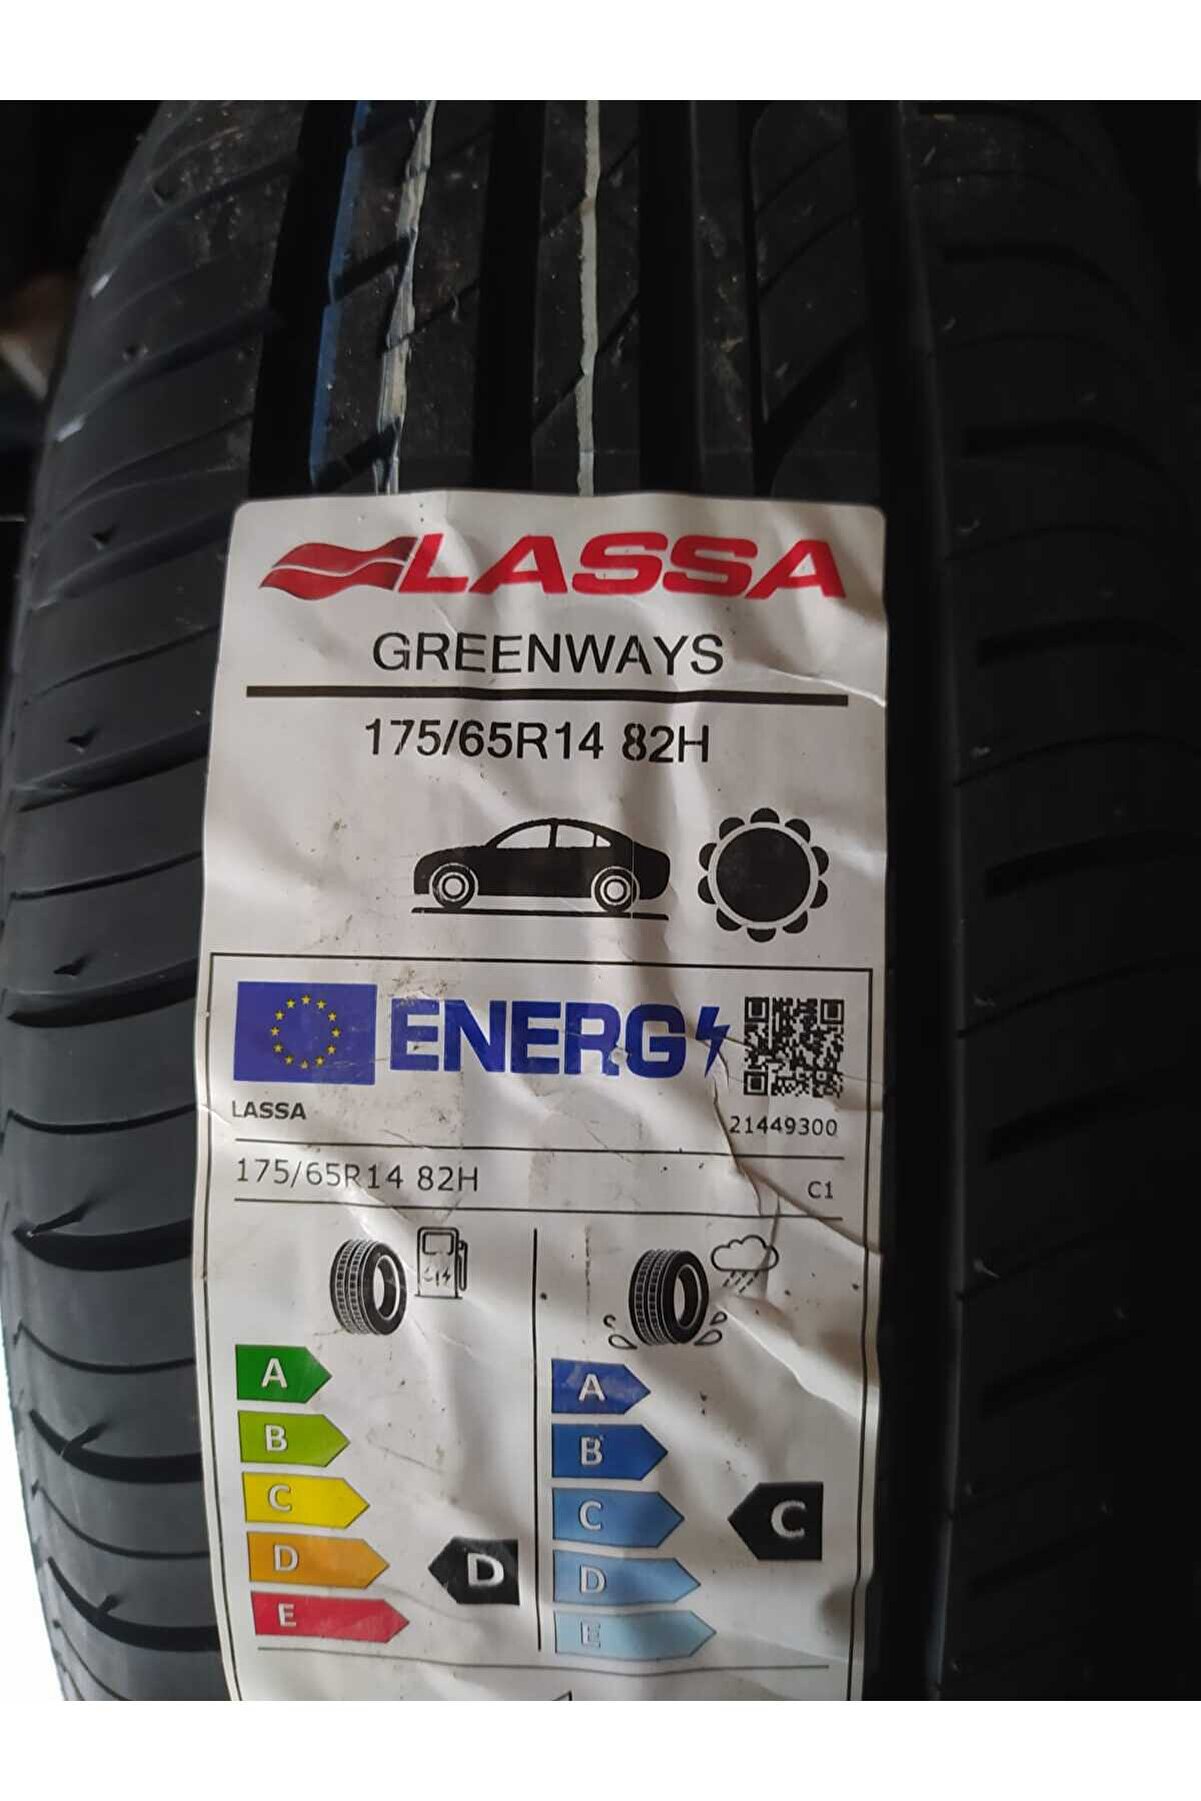 LASSA
GREENWAYS
175/65R14 82H
ENERG
LASSA
21449300
175/65R14 82H
C1
A
B
C
D
E
D
A
B
C
D
E
C